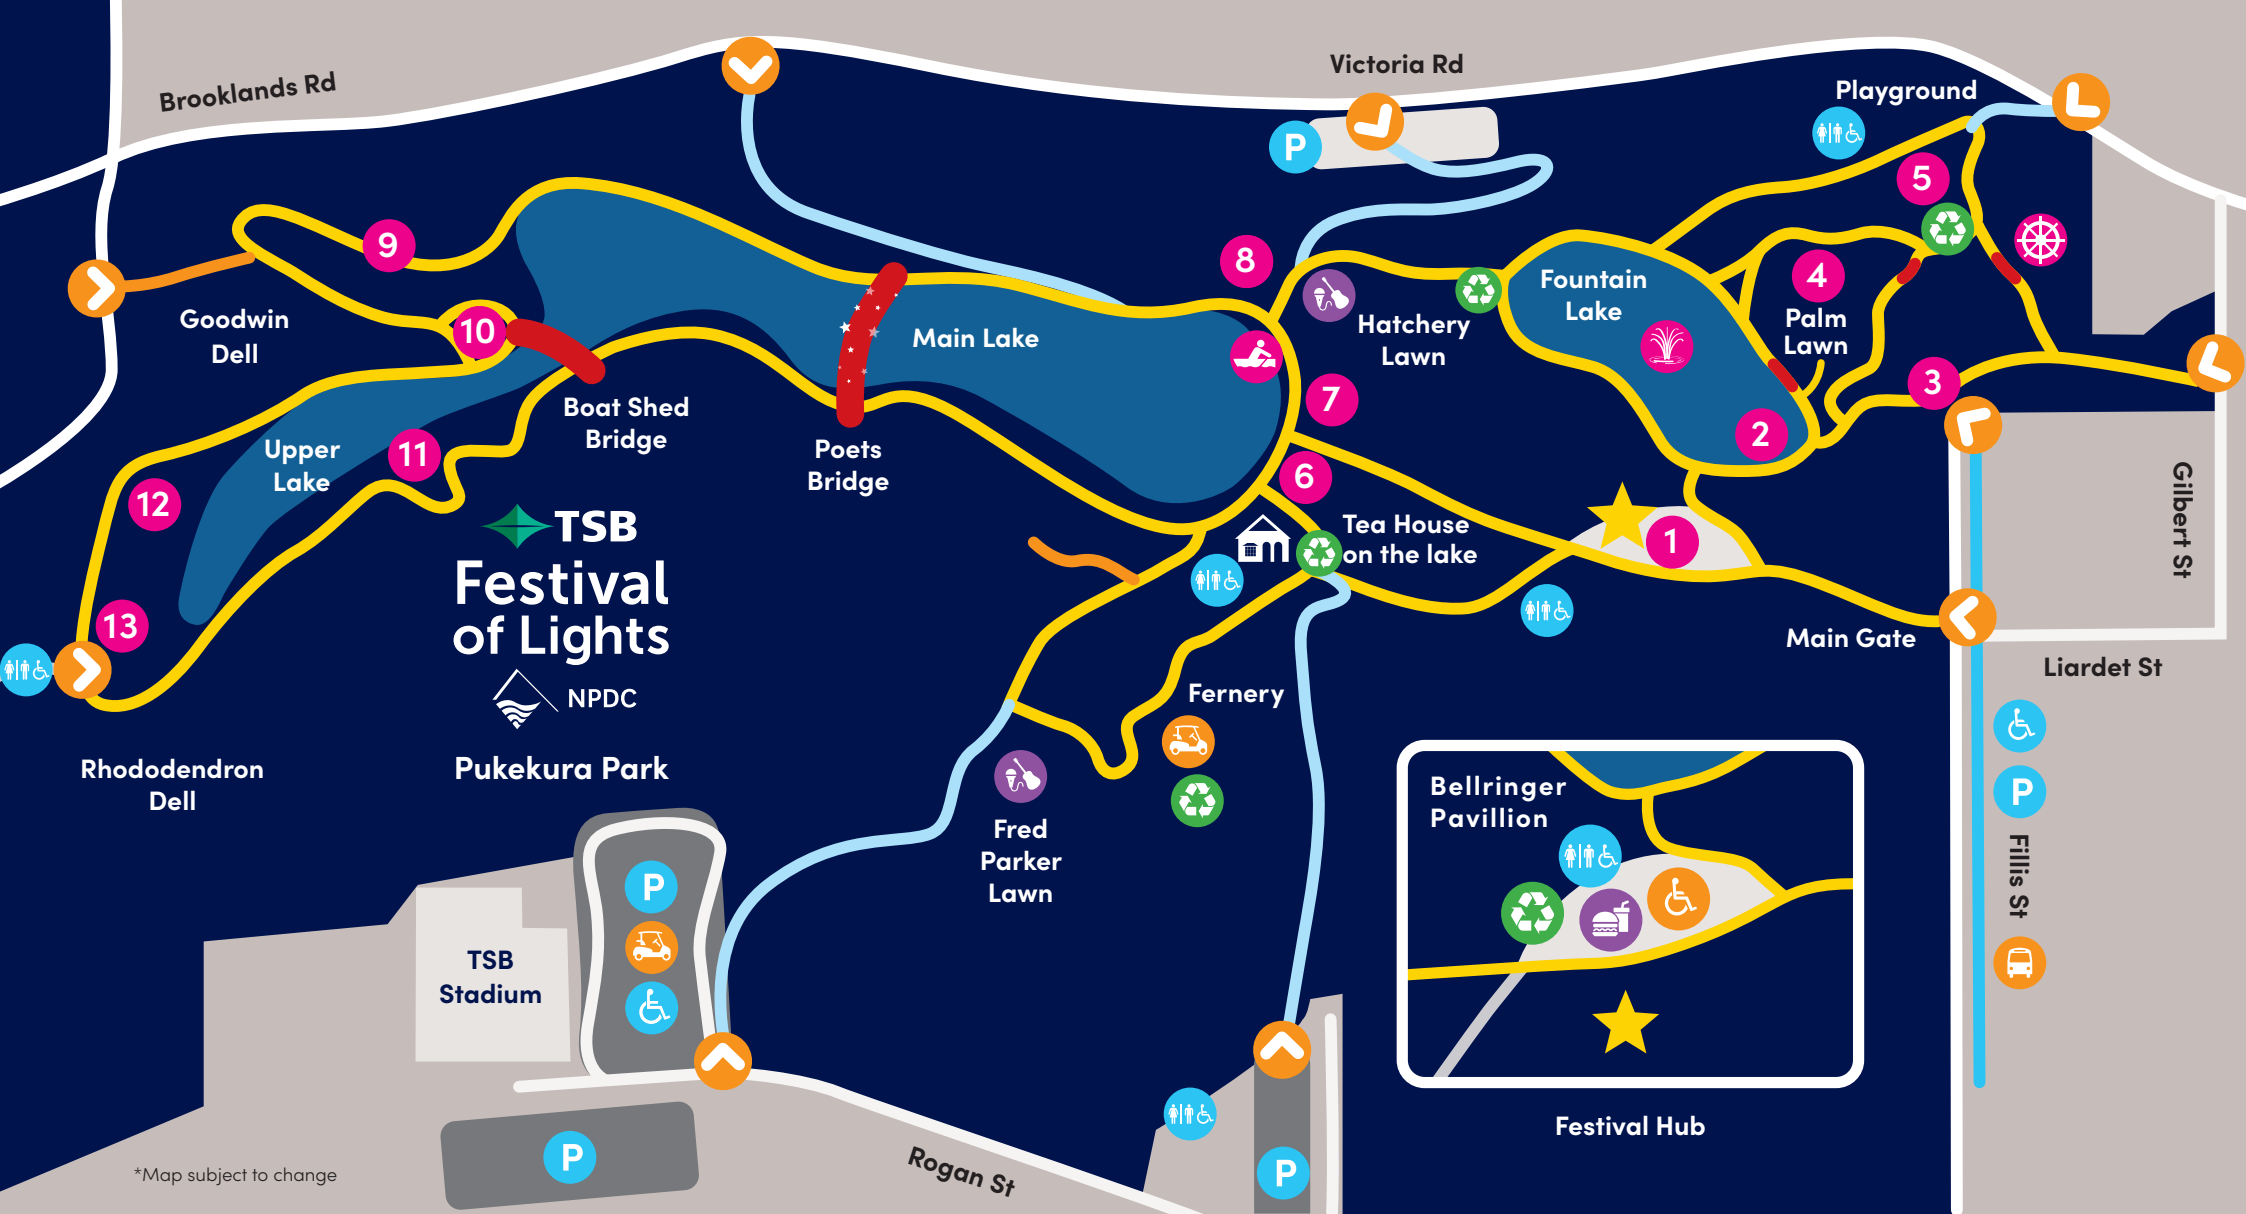 Brooklands Rd
Victoria Rd
Playground
P
5
8
9
4
Fountain
Lake
Goodwin
Dell
10
Main Lake
Hatchery
Lawn
Palm
Lawn
3
7
Boat Shed
Bridge
2
Upper
Lake
11
Poets
Bridge
6
12
Gilbert St
TSB
Festival
of Lights
NPDC
Pukekura Park
Tea House
on the lake
1
13
Main Gate
Liardet St
Fernery
Rhododendron
Dell
Bellringer
Pavillion
P
Fillis St
Fred
Parker
Lawn
P
TSB
Stadium
Festival Hub
P
Rogan St
P
*Map subject to change